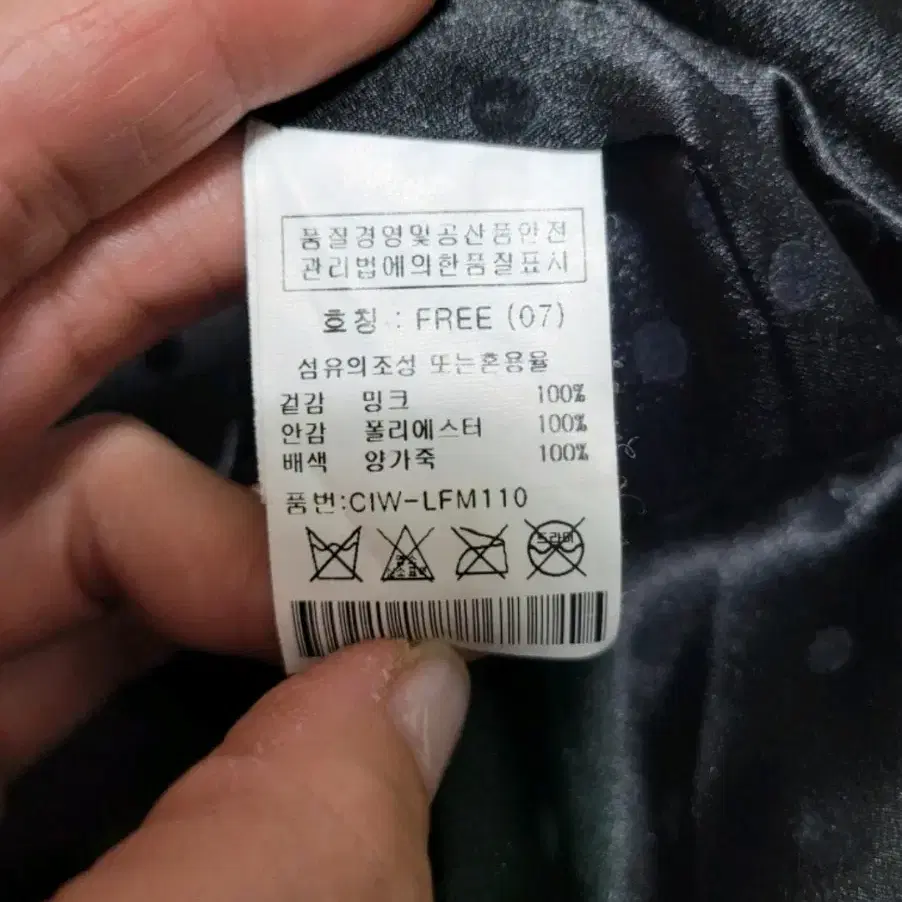 품질경영및공산품안전
관리법에의한품질표시
호칭 : FREE (07)
섬유의조성 또는혼용율
겉감 밍크 100%
안감 폴리에스터 100%
배색 양가죽 100%
품번:CIW-LFM110
드라이